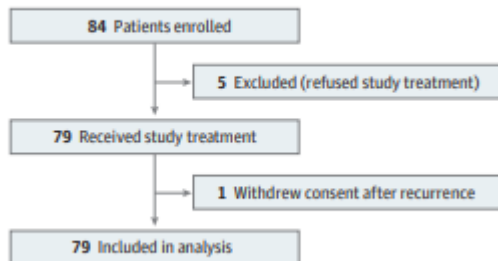 84 Patients enrolled
5 Excluded (refused study treatment)
79 Received study treatment
1 Withdrew consent after recurrence
79 Included in analysis